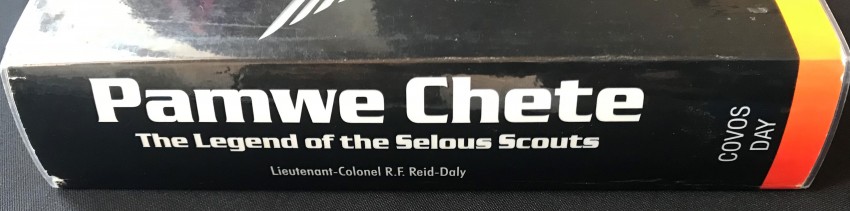 Pamwe Chete
The Legend of the Selous Scouts
Lieutenant-Colonel R.F. Reid-Daly
COVOS
DAY